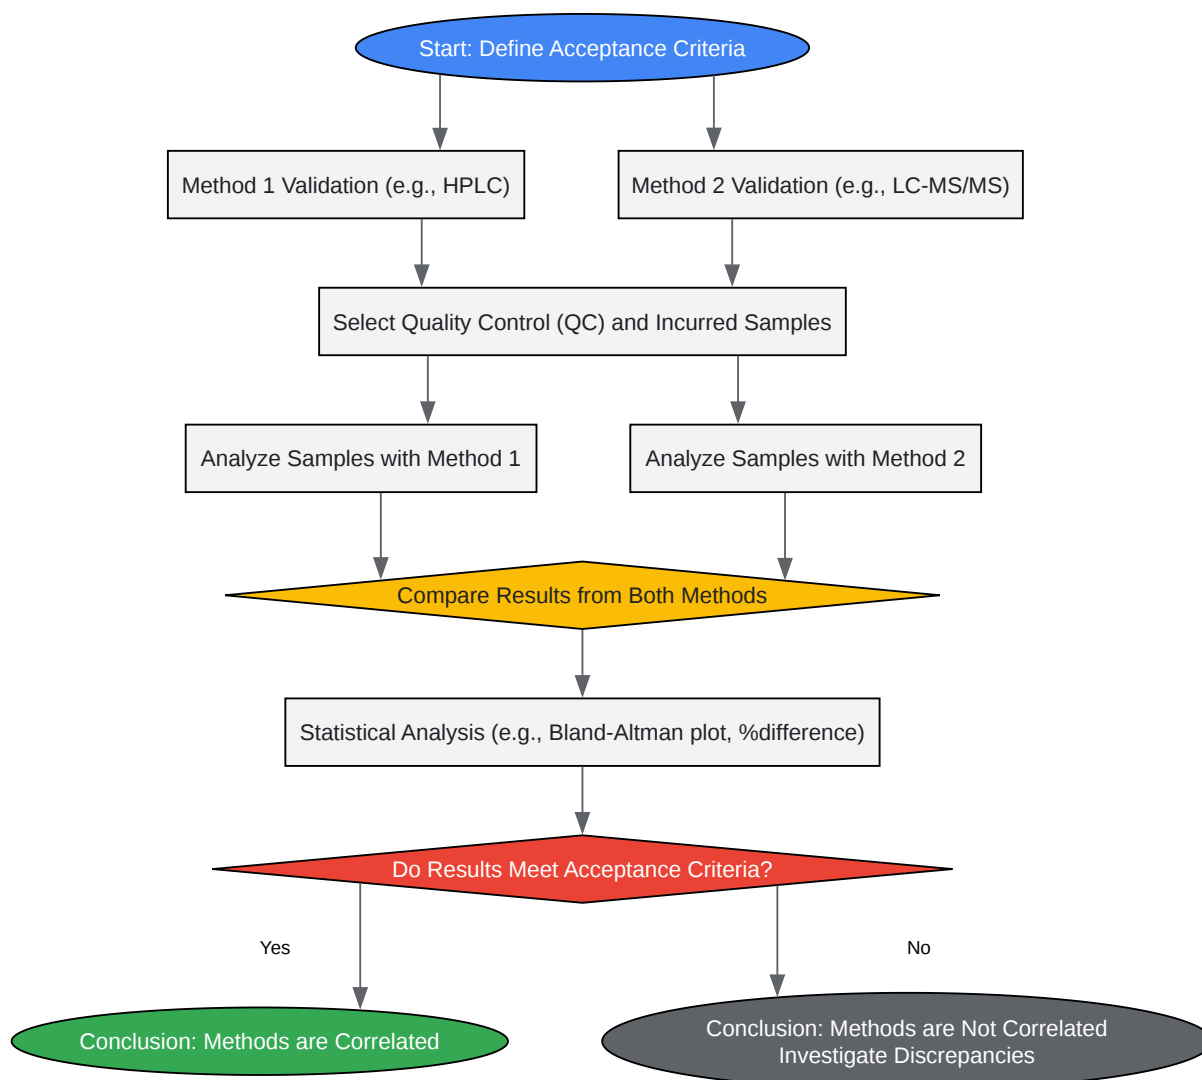 Start: Define Acceptance Criteria
Method 1 Validation (e.g., HPLC)
Method 2 Validation (e.g., LC-MS/MS)
Select Quality Control (QC) and Incurred Samples
Analyze Samples with Method 1
Analyze Samples with Method 2
Compare Results from Both Methods
Statistical Analysis (e.g., Bland-Altman plot, %difference)
Do Results Meet Acceptance Criteria?
Yes
No
Conclusion: Methods are Correlated
Conclusion: Methods are Not Correlated
Investigate Discrepancies